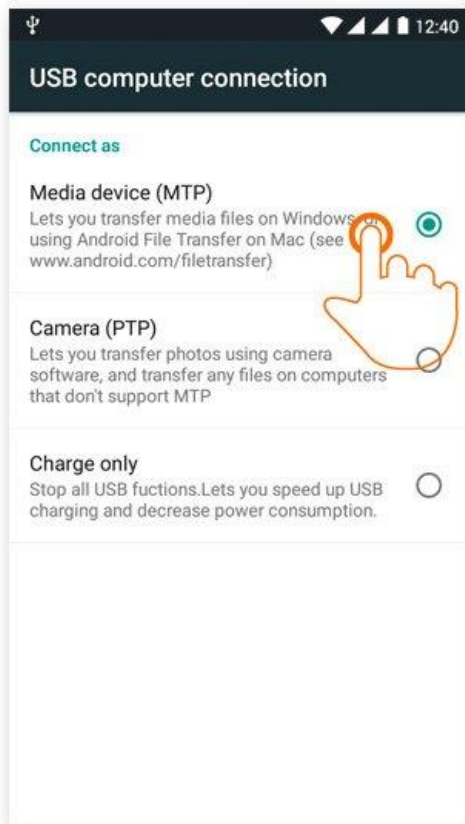 12:40
USB computer connection
Connect as
Media device (MTP)
Lets you transfer media files on Windows, or
using Android File Transfer on Mac (see
www.android.com/filetransfer)
Camera (PTP)
Lets you transfer photos using camera
software, and transfer any files on computers
that don't support MTP
Charge only
Stop all USB fuctions.Lets you speed up USB
charging and decrease power consumption.